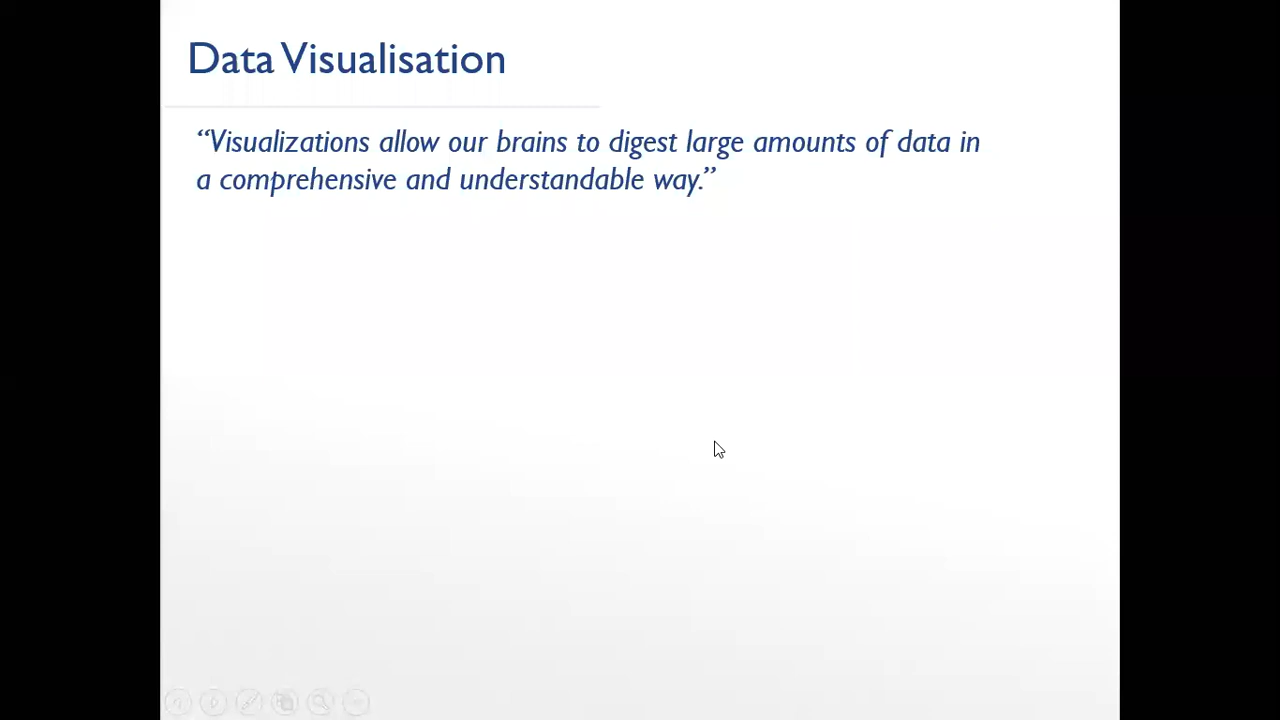 Data Visualisation
“Visualizations allow our brains to digest large amounts of data in
a comprehensive and understandable way.”